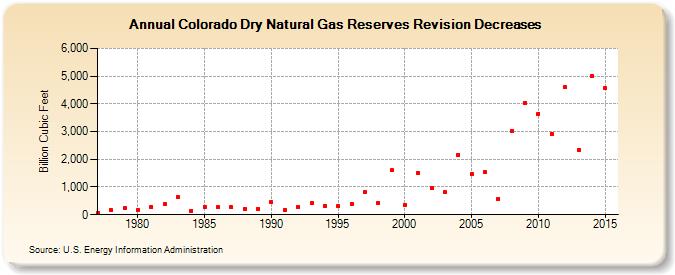 Annual Colorado Dry Natural Gas Reserves Revision Decreases
Billion Cubic Feet
6,000
5,000
4,000
3,000
2,000
1,000
0
1980 1985 1990 1995 2000 2005 2010 2015
Source: U.S. Energy Information Administration